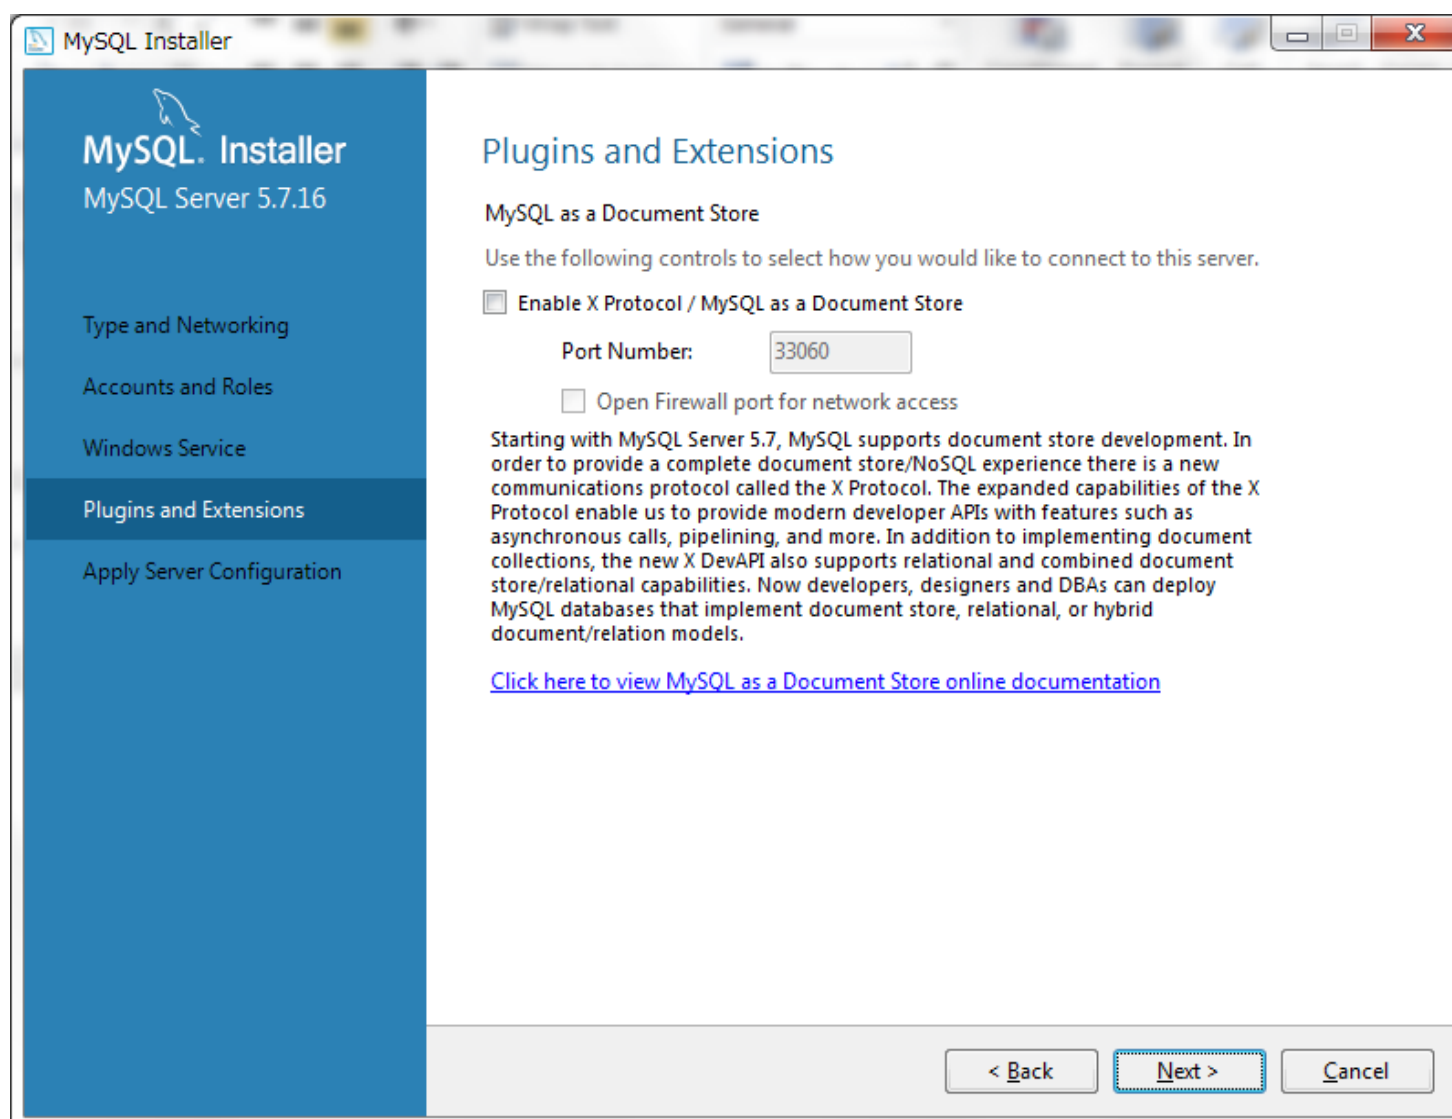 MySQL Installer
MySQL. Installer
MySQL Server 5.7.16
Type and Networking
Accounts and Roles
Windows Service
Plugins and Extensions
Apply Server Configuration
Plugins and Extensions
MySQL as a Document Store
Use the following controls to select how you would like to connect to this server.
Enable X Protocol / MySQL as a Document Store
Port Number: 33060
Open Firewall port for network access
Starting with MySQL Server 5.7, MySQL supports document store development. In
order to provide a complete document store/NoSQL experience there is a new
communications protocol called the X Protocol. The expanded capabilities of the X
Protocol enable us to provide modern developer APIs with features such as
asynchronous calls, pipelining, and more. In addition to implementing document
collections, the new X DevAPI also supports relational and combined document
store/relational capabilities. Now developers, designers and DBAs can deploy
MySQL databases that implement document store, relational, or hybrid
document/relation models.
Click here to view MySQL as a Document Store online documentation
< Back Next > Cancel